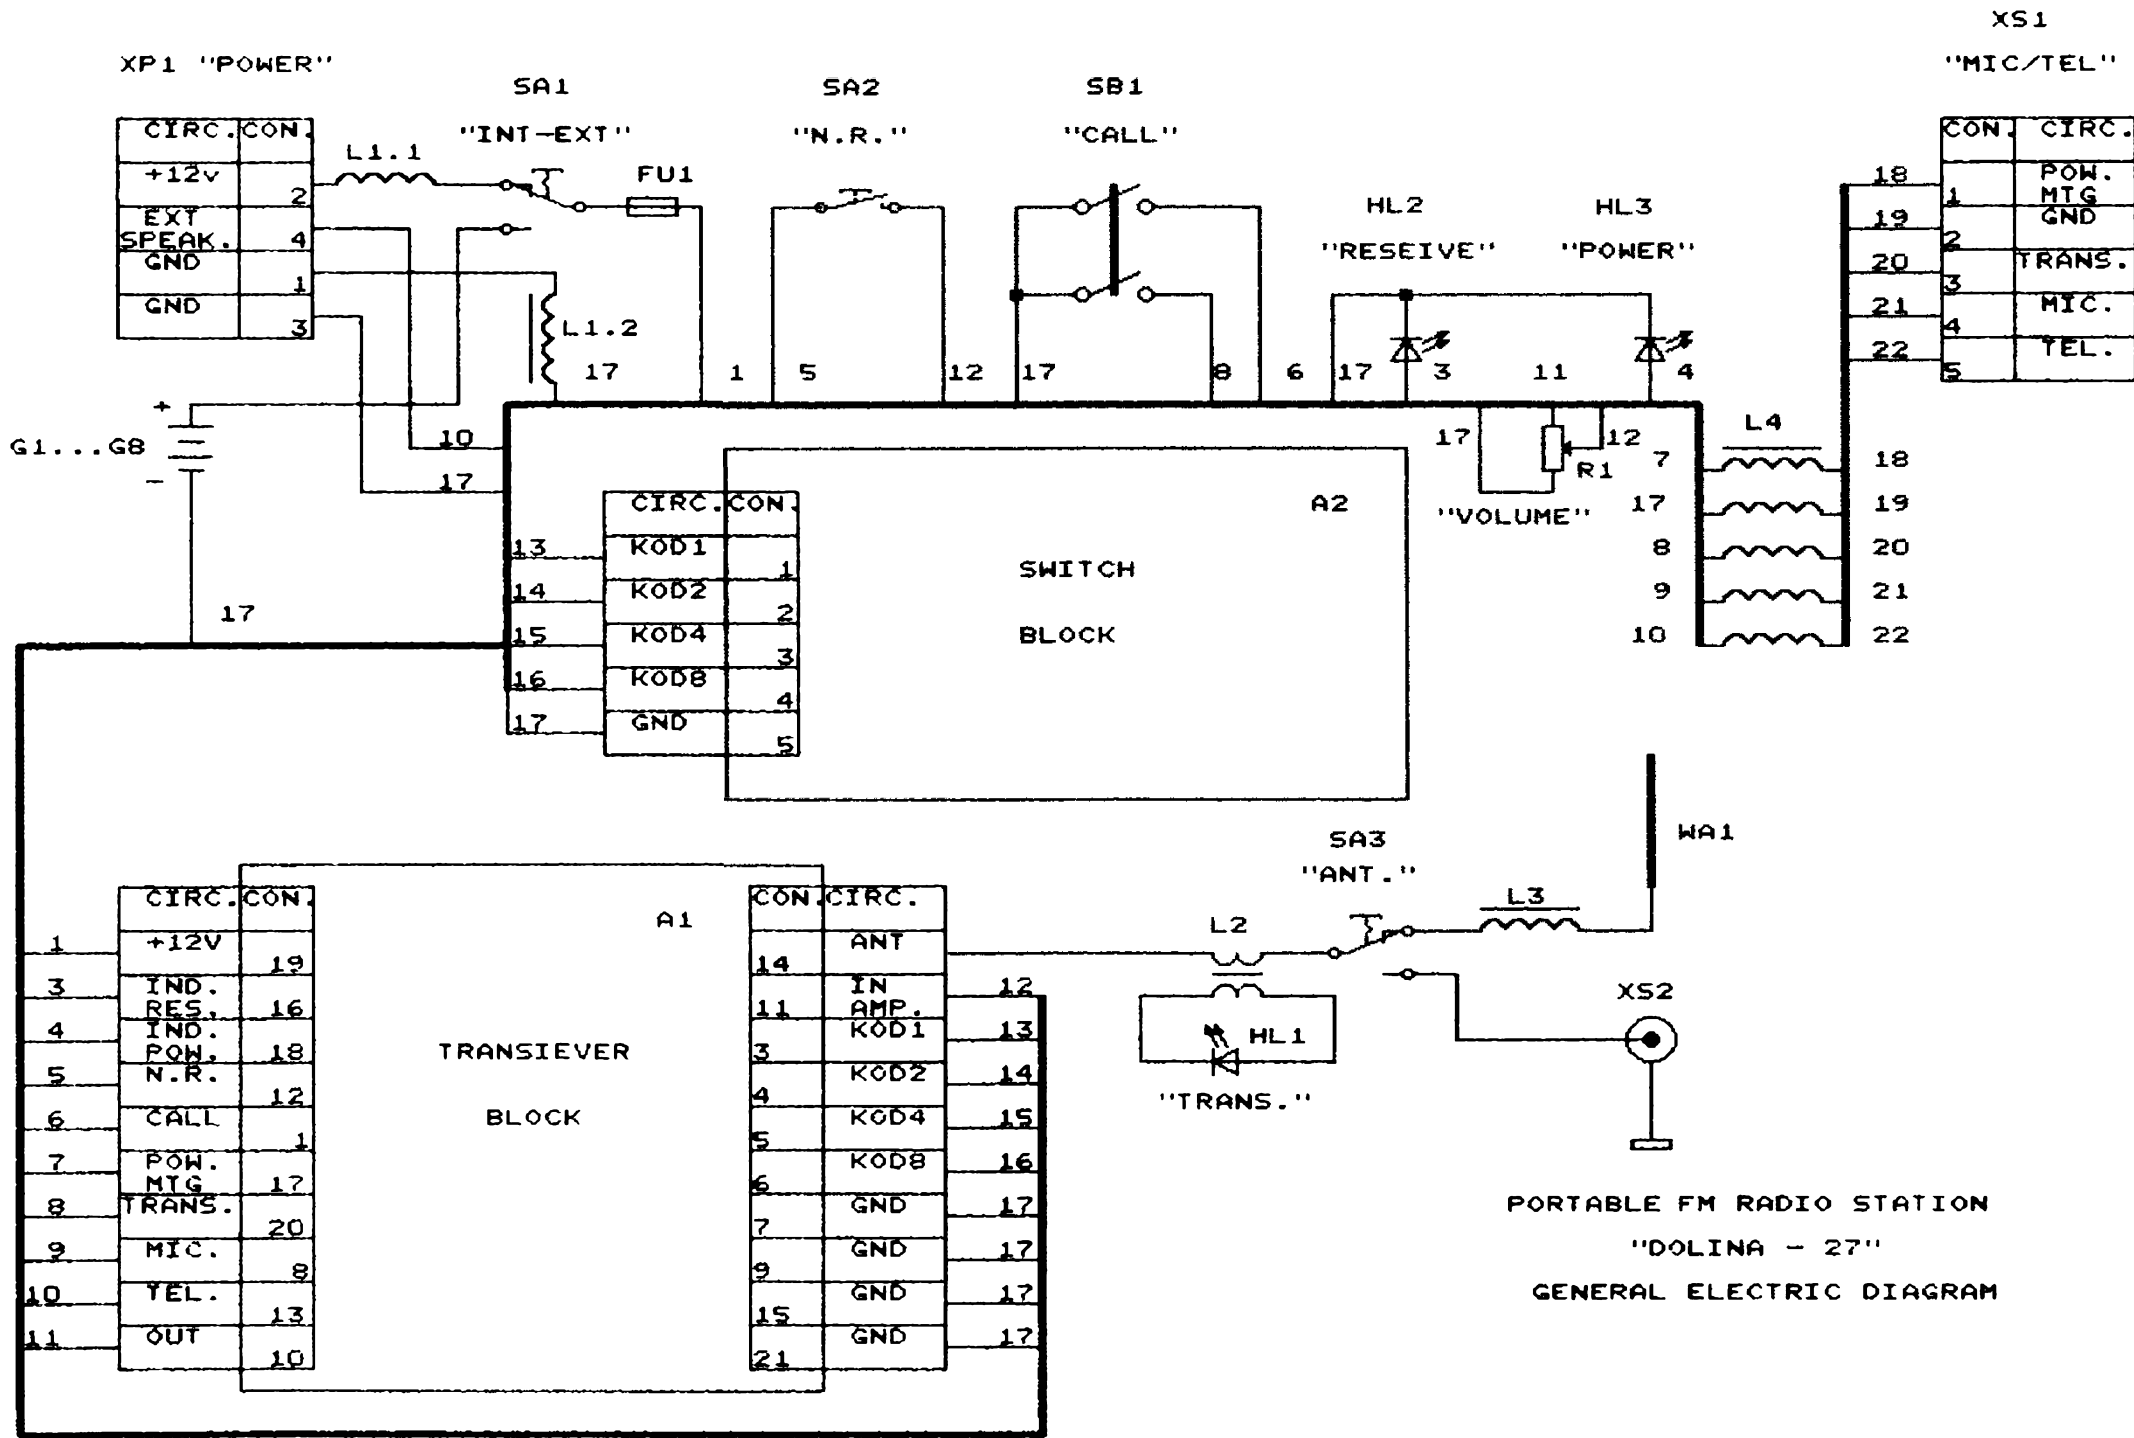 XS1
XP1 "POWER"
"MIC/TEL"
SA1
SA2
SB1
"INT-EXT"
"N.R."
"CALL"
CIRC. CON.
+12v 2
EXT SPEAK. 4
GND 1
GND 3
L1.1
FU1
HL2
HL3
"RESEIVE"
"POWER"
CON. CIRC.
18 1 POW. MTG
19 2 GND
20 3 TRANS.
21 4 MIC.
22 5 TEL.
L1.2
17 1 5 12 17 8 6 17 3 11 4
+
G1...G8
-
10
17
17 12
R1
"VOLUME"
L4
7 18
17 19
8 20
9 21
10 22
17
CIRC. CON.
13 KOD1 1
14 KOD2 2
15 KOD4 3
16 KOD8 4
17 GND 5
A2
SWITCH
BLOCK
WA1
SA3
"ANT."
L3
L2
CIRC. CON.
1 +12V 19
3 IND. RES. 16
4 IND. POW. 18
5 N.R. 12
6 CALL 1
7 POW. MTG 17
8 TRANS. 20
9 MIC. 8
10 TEL. 13
11 OUT 10
A1
TRANSIEVER
BLOCK
CON. CIRC.
14 ANT
11 IN AMP. 12
3 KOD1 13
4 KOD2 14
5 KOD4 15
6 KOD8 16
7 GND 17
9 GND 17
15 GND 17
21 GND 17
HL1
"TRANS."
XS2
PORTABLE FM RADIO STATION
"DOLINA - 27"
GENERAL ELECTRIC DIAGRAM